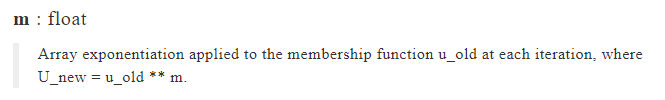 m : float
Array exponentiation applied to the membership function u_old at each iteration, where
U_new = u_old ** m.